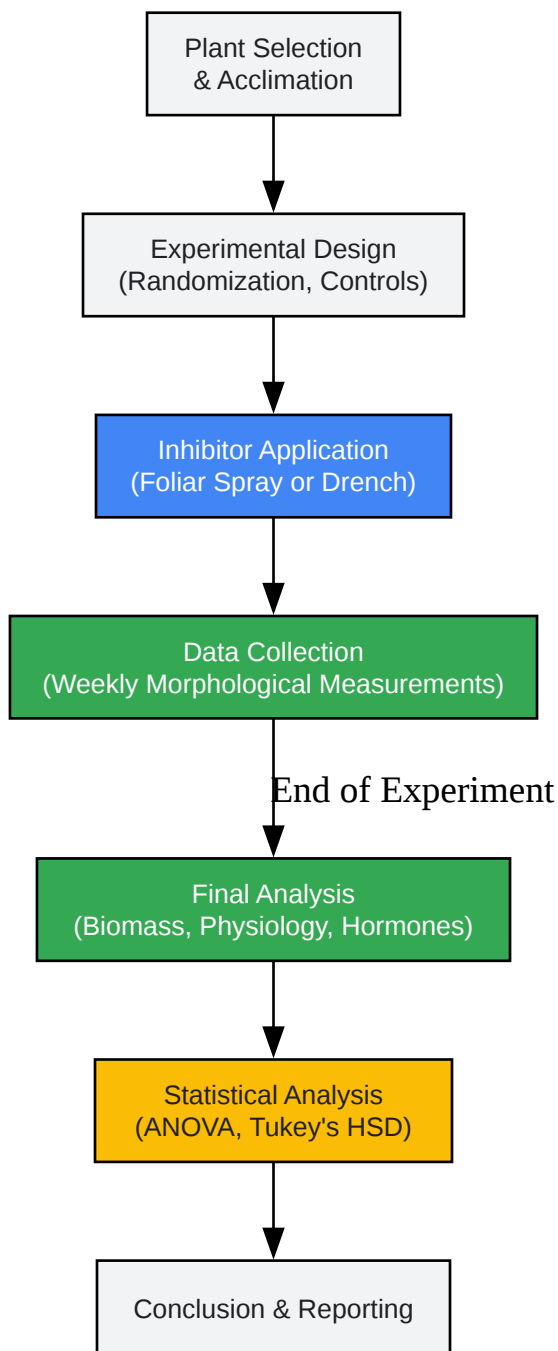 Plant Selection
& Acclimation
Experimental Design
(Randomization, Controls)
Inhibitor Application
(Foliar Spray or Drench)
Data Collection
(Weekly Morphological Measurements)
End of Experiment
Final Analysis
(Biomass, Physiology, Hormones)
Statistical Analysis
(ANOVA, Tukey's HSD)
Conclusion & Reporting